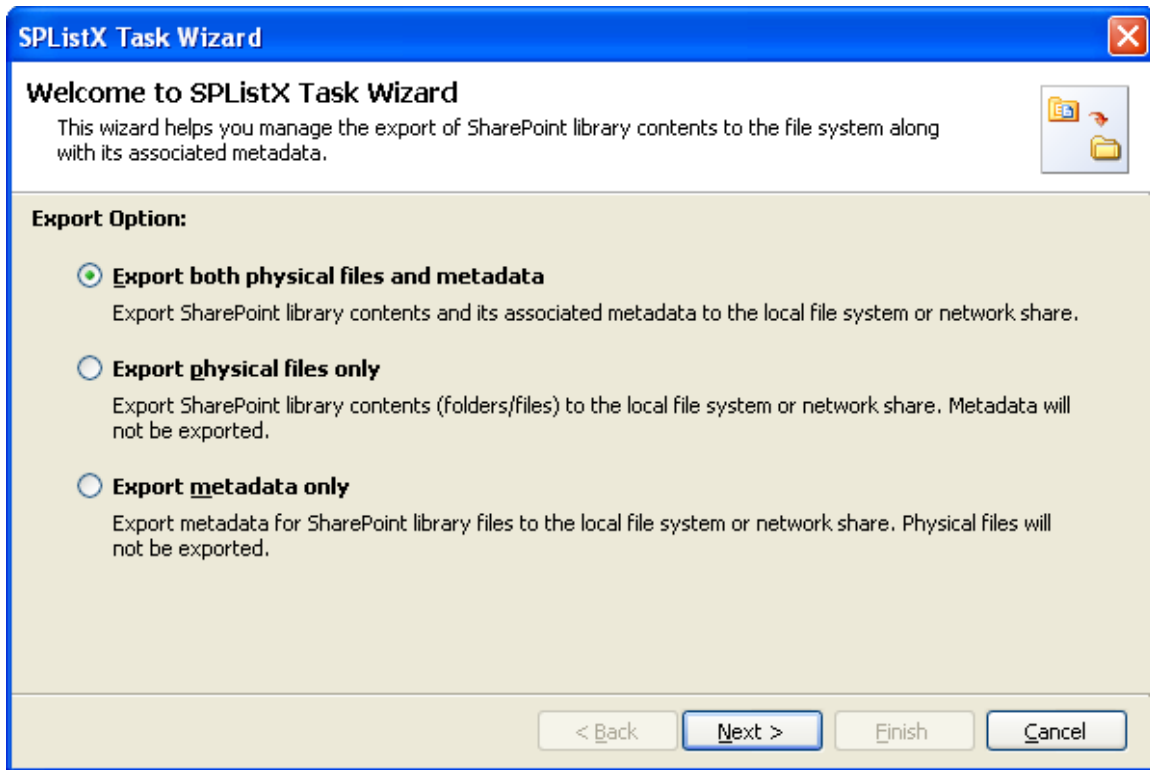 SPListX Task Wizard
Welcome to SPListX Task Wizard
This wizard helps you manage the export of SharePoint library contents to the file system along
with its associated metadata.
Export Option:
Export both physical files and metadata
Export SharePoint library contents and its associated metadata to the local file system or network share.
Export physical files only
Export SharePoint library contents (folders/files) to the local file system or network share. Metadata will
not be exported.
Export metadata only
Export metadata for SharePoint library files to the local file system or network share. Physical files will
not be exported.
< Back Next > Finish Cancel